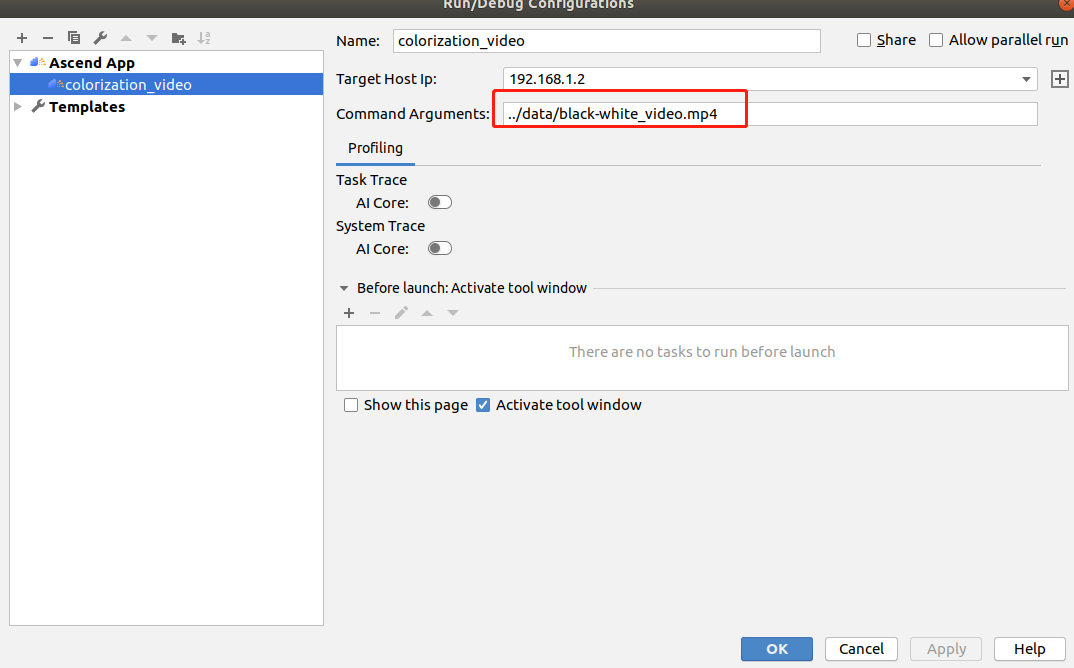 Run/Debug Configurations
Name: colorization_video Share Allow parallel run
Ascend App
colorization_video
Templates
Target Host Ip: 192.168.1.2
Command Arguments: ../data/black-white_video.mp4
Profiling
Task Trace
AI Core:
System Trace
AI Core:
Before launch: Activate tool window
There are no tasks to run before launch
Show this page Activate tool window
OK Cancel Apply Help